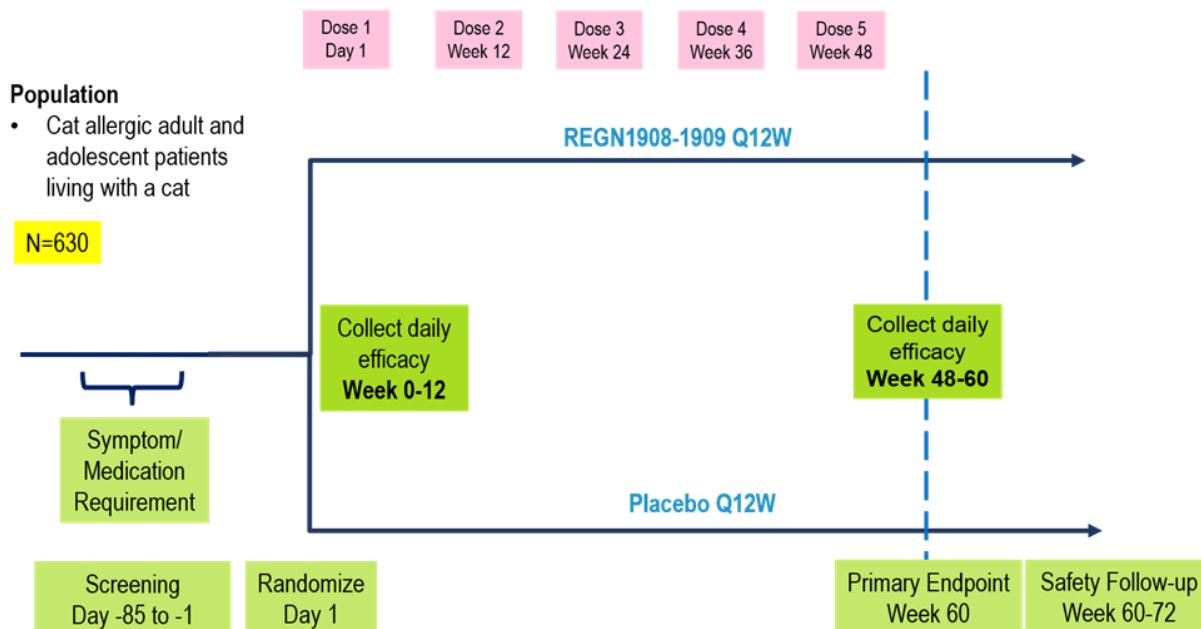 Dose 1
Day 1
Dose 2
Week 12
Dose 3
Week 24
Dose 4
Week 36
Dose 5
Week 48
Population
• Cat allergic adult and
adolescent patients
living with a cat
N=630
REGN1908-1909 Q12W
Collect daily
efficacy
Week 0-12
Collect daily
efficacy
Week 48-60
Symptom/
Medication
Requirement
Placebo Q12W
Screening
Day -85 to -1
Randomize
Day 1
Primary Endpoint
Week 60
Safety Follow-up
Week 60-72